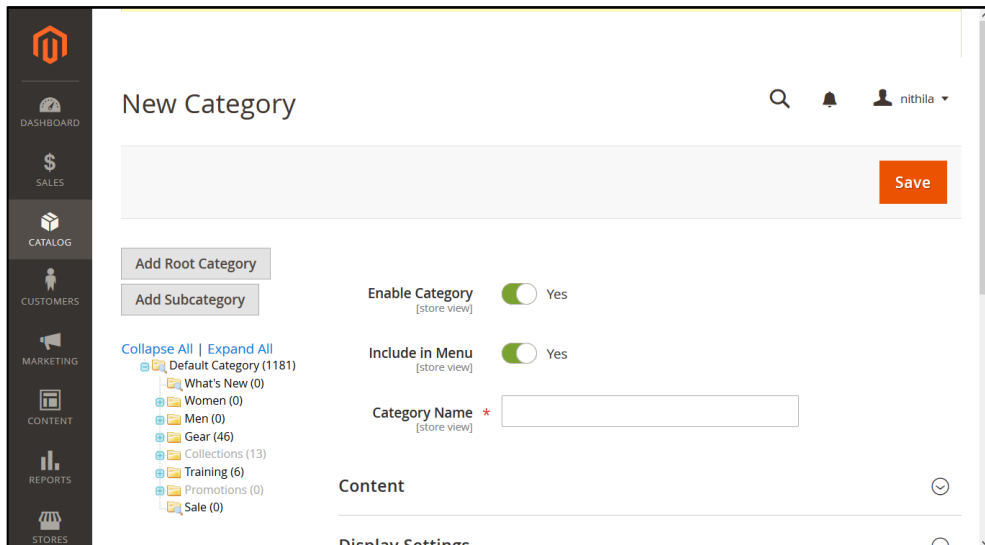 New Category
nithila
DASHBOARD
SALES
CATALOG
CUSTOMERS
MARKETING
CONTENT
REPORTS
STORES
Save
Add Root Category
Add Subcategory
Collapse All | Expand All
Default Category (1181)
What's New (0)
Women (0)
Men (0)
Gear (46)
Collections (13)
Training (6)
Promotions (0)
Sale (0)
Enable Category
[store view]
Yes
Include in Menu
[store view]
Yes
Category Name *
[store view]
Content
Display Settings